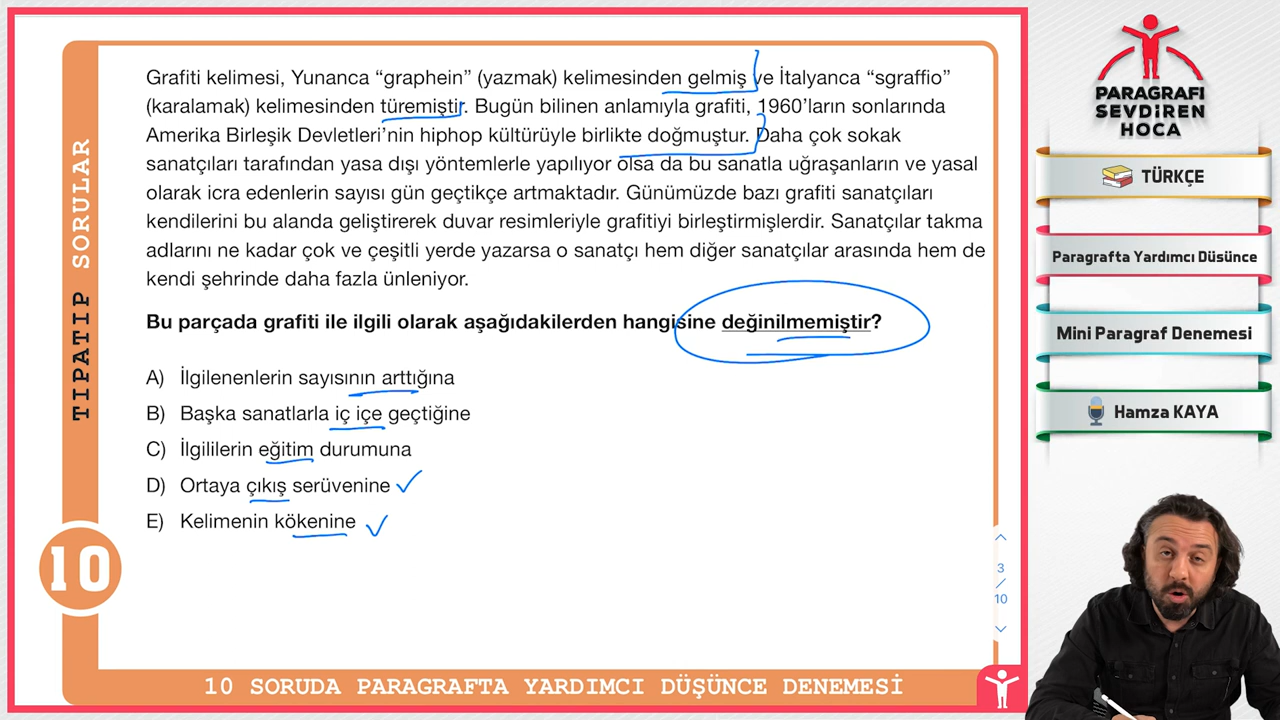 TIPATIP SORULAR
10
Grafiti kelimesi, Yunanca “graphein” (yazmak) kelimesinden gelmiş ve İtalyanca “sgraffio”
(karalamak) kelimesinden türemiştir. Bugün bilinen anlamıyla grafiti, 1960’ların sonlarında
Amerika Birleşik Devletleri’nin hiphop kültürüyle birlikte doğmuştur. Daha çok sokak
sanatçıları tarafından yasa dışı yöntemlerle yapılıyor olsa da bu sanatla uğraşanların ve yasal
olarak icra edenlerin sayısı gün geçtikçe artmaktadır. Günümüzde bazı grafiti sanatçıları
kendilerini bu alanda geliştirerek duvar resimleriyle grafitiyi birleştirmişlerdir. Sanatçılar takma
adlarını ne kadar çok ve çeşitli yerde yazarsa o sanatçı hem diğer sanatçılar arasında hem de
kendi şehrinde daha fazla ünleniyor.
Bu parçada grafiti ile ilgili olarak aşağıdakilerden hangisine değinilmemiştir?
A) İlgilenenlerin sayısının arttığına
B) Başka sanatlarla iç içe geçtiğine
C) İlgililerin eğitim durumuna
D) Ortaya çıkış serüvenine
E) Kelimenin kökenine
3
/
10
10 SORUDA PARAGRAFTA YARDIMCI DÜŞÜNCE DENEMESİ
PARAGRAFI
SEVDİREN
HOCA
TÜRKÇE
Paragrafta Yardımcı Düşünce
Mini Paragraf Denemesi
Hamza KAYA